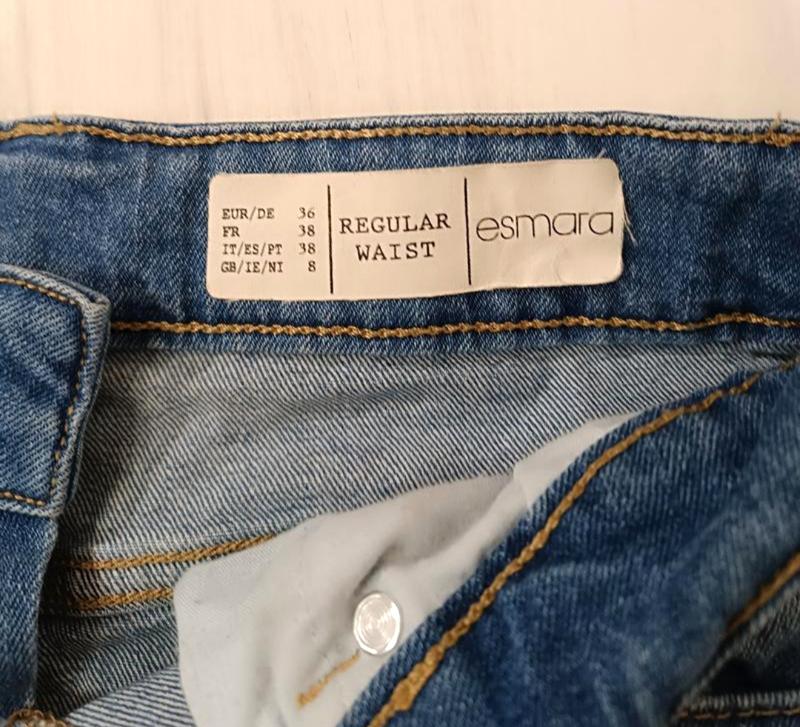 EUR/DE 36
FR 38
IT/ES/PT 38
GB/IE/NI 8
REGULAR
WAIST
esmara